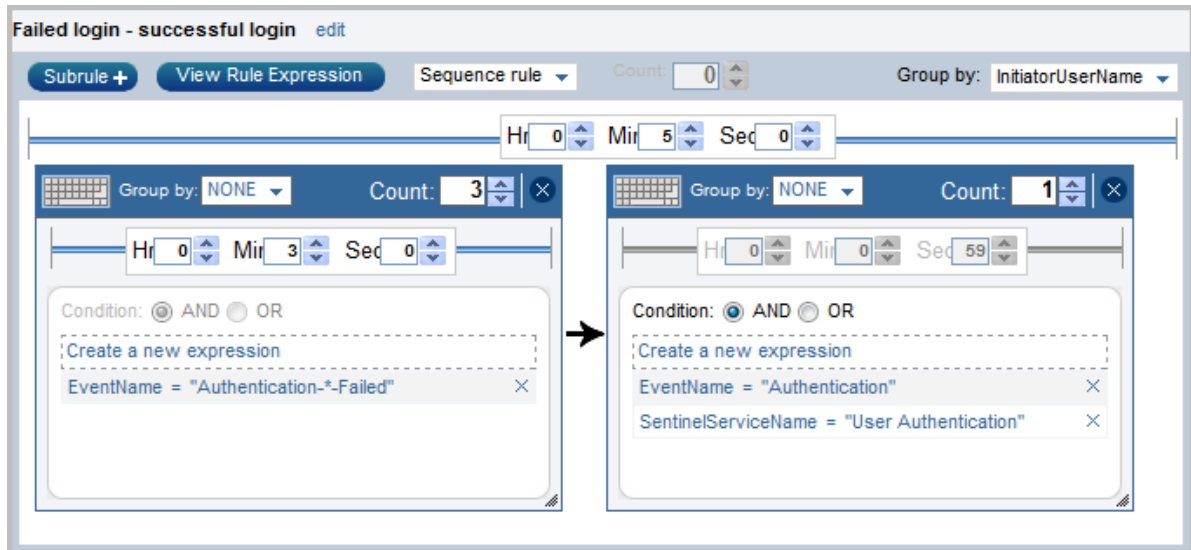 Failed login - successful login edit
Subrule + View Rule Expression Sequence rule Count: 0 Group by: InitiatorUserName
Hr 0 Min 5 Sec 0
Group by: NONE Count: 3
Group by: NONE Count: 1
Hr 0 Min 3 Sec 0
Hr 0 Min 0 Sec 59
Condition: AND OR
Create a new expression
EventName = "Authentication-*-Failed"
Condition: AND OR
Create a new expression
EventName = "Authentication"
SentinelServiceName = "User Authentication"